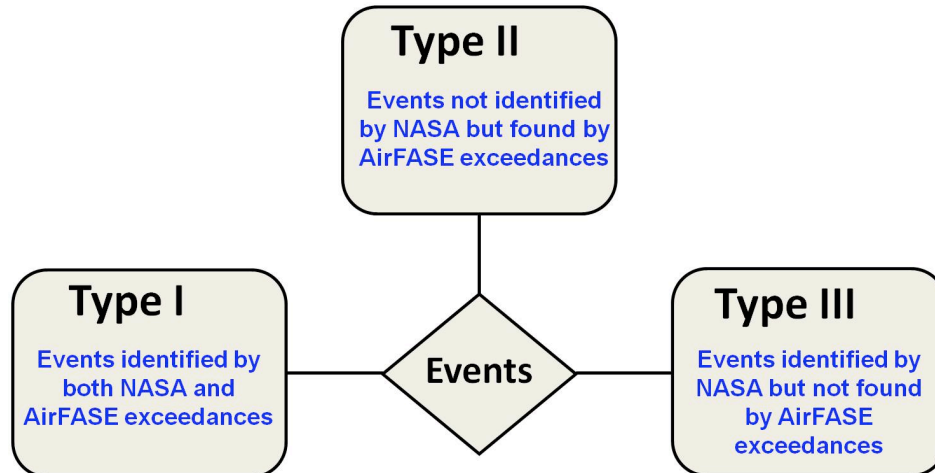 Type II
Events not identified
by NASA but found by
AirFASE exceedances
Type I
Events identified by
both NASA and
AirFASE exceedances
Events
Type III
Events identified by
NASA but not found
by AirFASE
exceedances